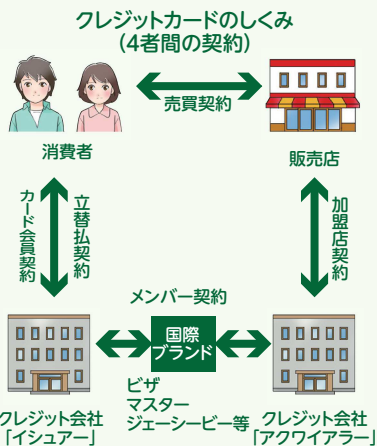 クレジットカードのしくみ
(4者間の契約)
売買契約
消費者
販売店
カード会員契約
立替払契約
加盟店契約
メンバー契約
国際
ブランド
ビザ
マスター
ジェーシービー等
クレジット会社
「イシュアー」
クレジット会社
「アクワイアラー」